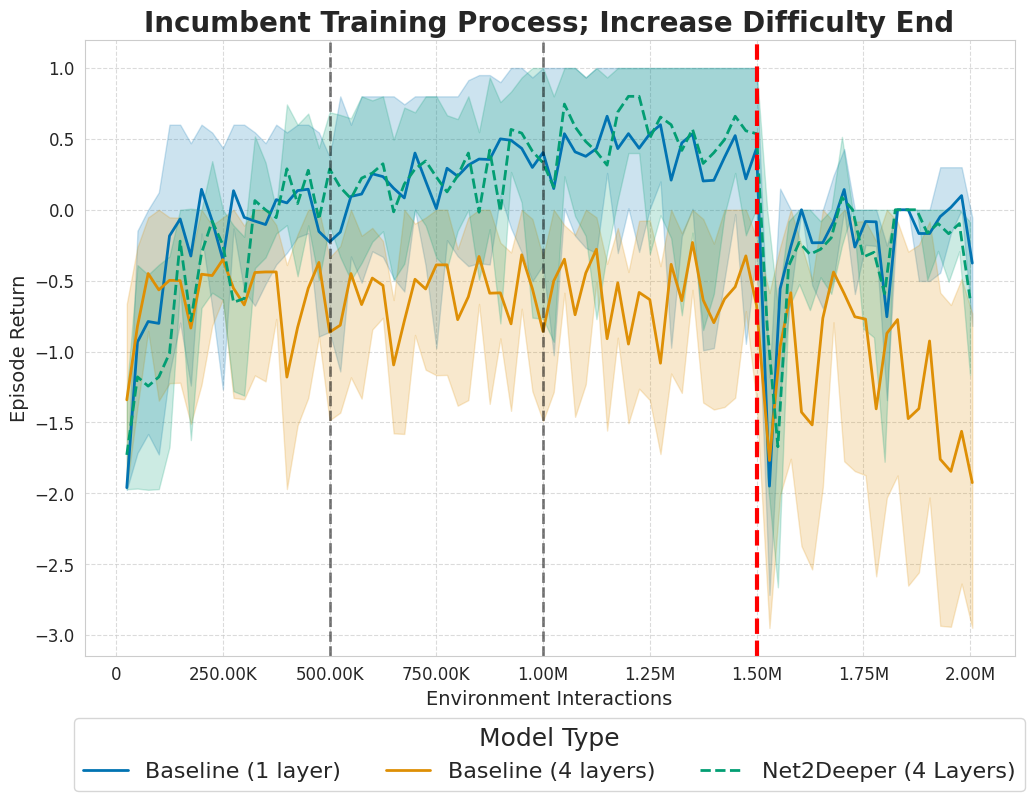 Incumbent Training Process; Increase Difficulty End
Episode Return
1.0
0.5
0.0
−0.5
−1.0
−1.5
−2.0
−2.5
−3.0
0 250.00K 500.00K 750.00K 1.00M 1.25M 1.50M 1.75M 2.00M
Environment Interactions
Model Type
Baseline (1 layer) Baseline (4 layers) Net2Deeper (4 Layers)